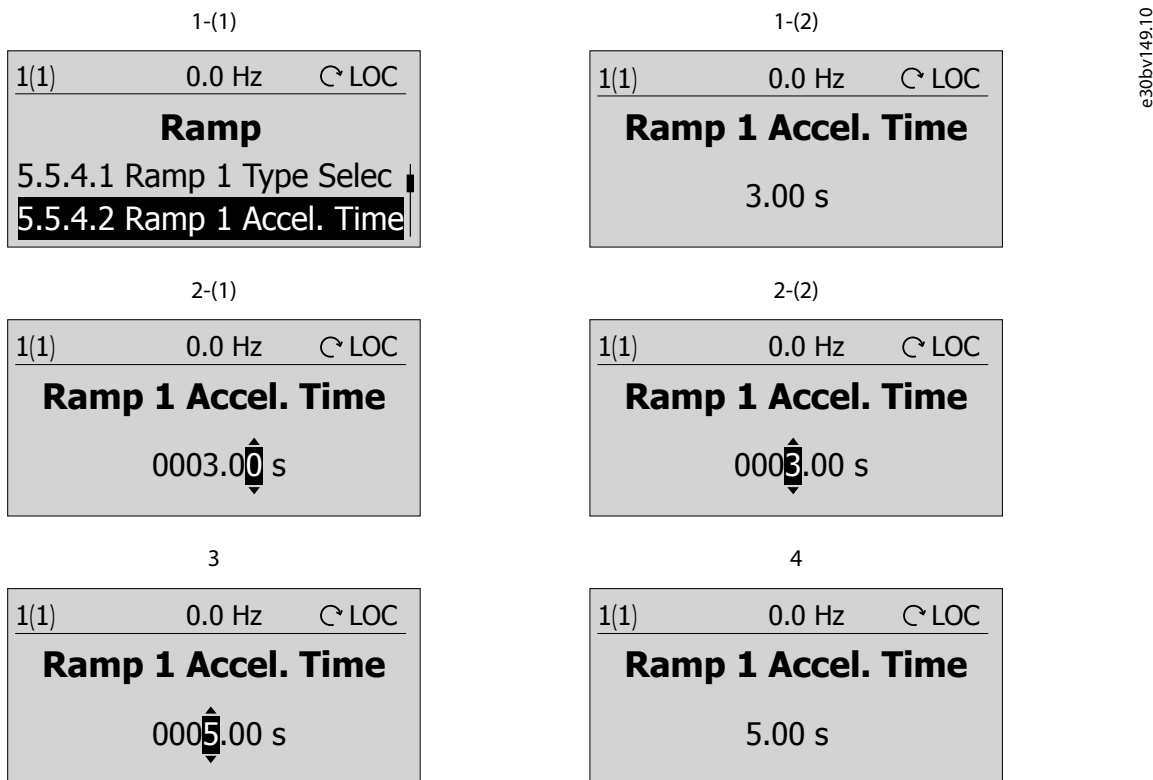 1-(1)
1(1) 0.0 Hz LOC
Ramp
5.5.4.1 Ramp 1 Type Selec
5.5.4.2 Ramp 1 Accel. Time
1-(2)
1(1) 0.0 Hz LOC
Ramp 1 Accel. Time
3.00 s
2-(1)
1(1) 0.0 Hz LOC
Ramp 1 Accel. Time
0003.00 s
2-(2)
1(1) 0.0 Hz LOC
Ramp 1 Accel. Time
0003.00 s
3
1(1) 0.0 Hz LOC
Ramp 1 Accel. Time
0005.00 s
4
1(1) 0.0 Hz LOC
Ramp 1 Accel. Time
5.00 s
e30bv149.10